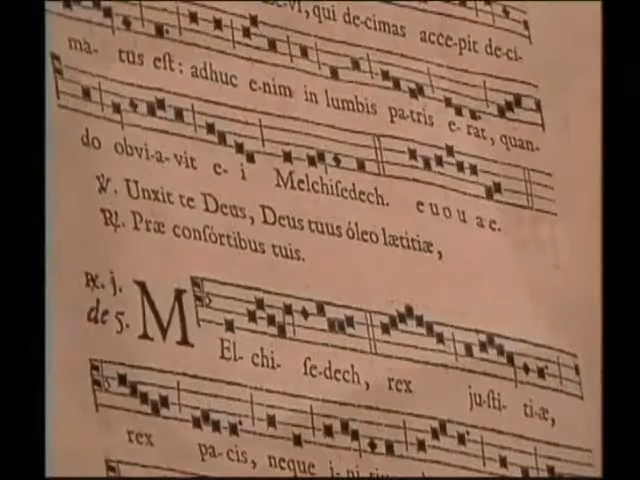 vi, qui de-cimas acce-pit de-ci-
ma- tus eſt: adhuc e-nim in lumbis pa-tris e-rat, quan-
do obvi-a-vit e- i Melchiſedech. e u o u a e.
℣. Unxit te Deus, Deus tuus óleo lætitiæ,
℟. Præ conſórtibus tuis.
℟. j.
de 5.
MEl-chi- ſe-dech, rex ju-ſti- ti-æ,
rex pa-cis, neque i-ni-